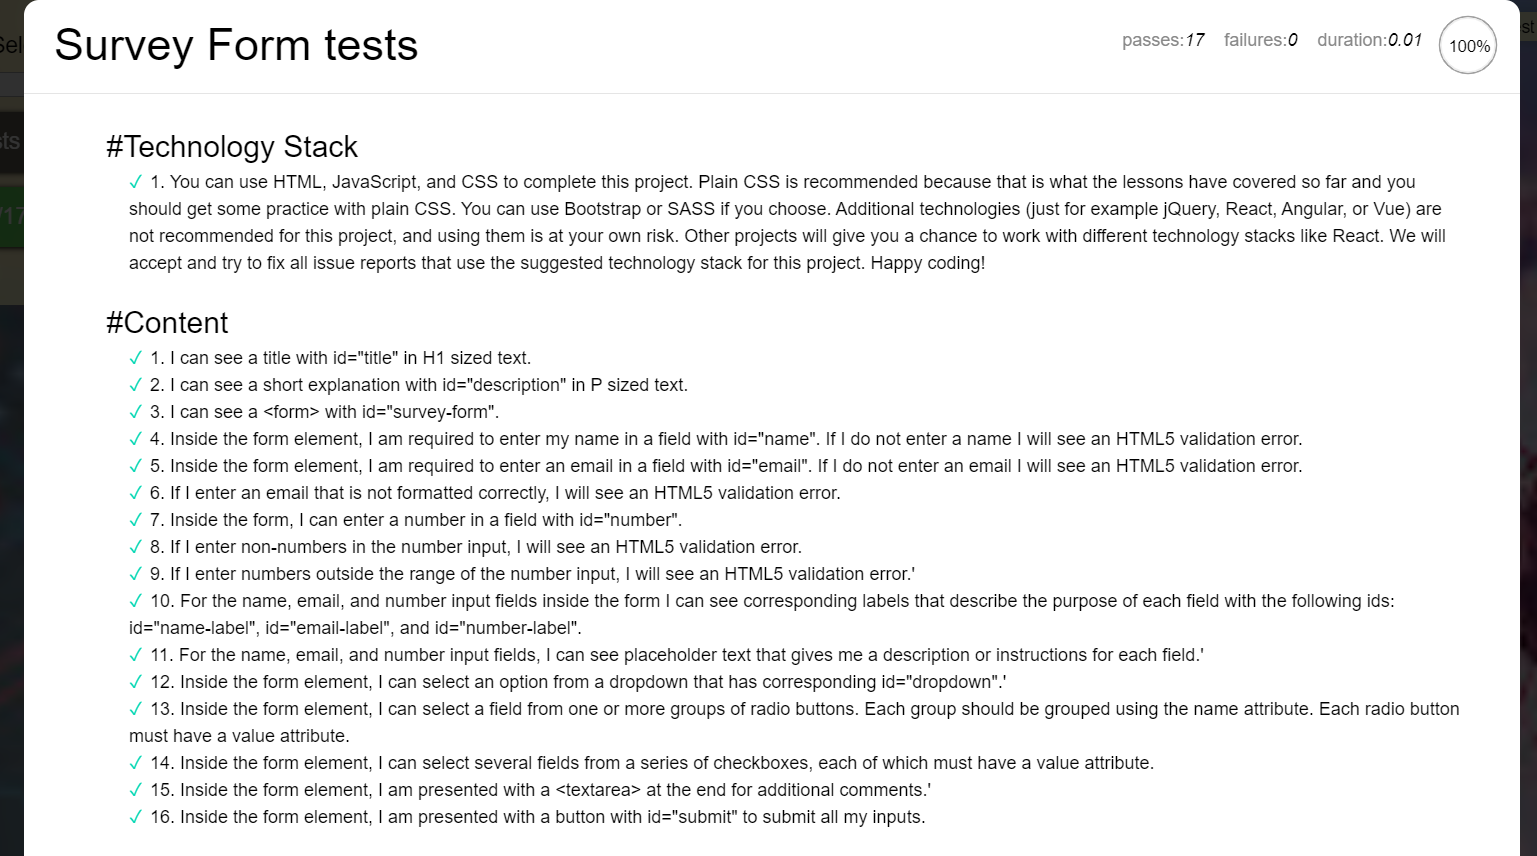 Survey Form tests
passes:17 failures:0 duration:0.01 100%
#Technology Stack
✓ 1. You can use HTML, JavaScript, and CSS to complete this project. Plain CSS is recommended because that is what the lessons have covered so far and you
should get some practice with plain CSS. You can use Bootstrap or SASS if you choose. Additional technologies (just for example jQuery, React, Angular, or Vue) are
not recommended for this project, and using them is at your own risk. Other projects will give you a chance to work with different technology stacks like React. We will
accept and try to fix all issue reports that use the suggested technology stack for this project. Happy coding!
#Content
✓ 1. I can see a title with id="title" in H1 sized text.
✓ 2. I can see a short explanation with id="description" in P sized text.
✓ 3. I can see a <form> with id="survey-form".
✓ 4. Inside the form element, I am required to enter my name in a field with id="name". If I do not enter a name I will see an HTML5 validation error.
✓ 5. Inside the form element, I am required to enter an email in a field with id="email". If I do not enter an email I will see an HTML5 validation error.
✓ 6. If I enter an email that is not formatted correctly, I will see an HTML5 validation error.
✓ 7. Inside the form, I can enter a number in a field with id="number".
✓ 8. If I enter non-numbers in the number input, I will see an HTML5 validation error.
✓ 9. If I enter numbers outside the range of the number input, I will see an HTML5 validation error.'
✓ 10. For the name, email, and number input fields inside the form I can see corresponding labels that describe the purpose of each field with the following ids:
id="name-label", id="email-label", and id="number-label".
✓ 11. For the name, email, and number input fields, I can see placeholder text that gives me a description or instructions for each field.'
✓ 12. Inside the form element, I can select an option from a dropdown that has corresponding id="dropdown".'
✓ 13. Inside the form element, I can select a field from one or more groups of radio buttons. Each group should be grouped using the name attribute. Each radio button
must have a value attribute.
✓ 14. Inside the form element, I can select several fields from a series of checkboxes, each of which must have a value attribute.
✓ 15. Inside the form element, I am presented with a <textarea> at the end for additional comments.'
✓ 16. Inside the form element, I am presented with a button with id="submit" to submit all my inputs.